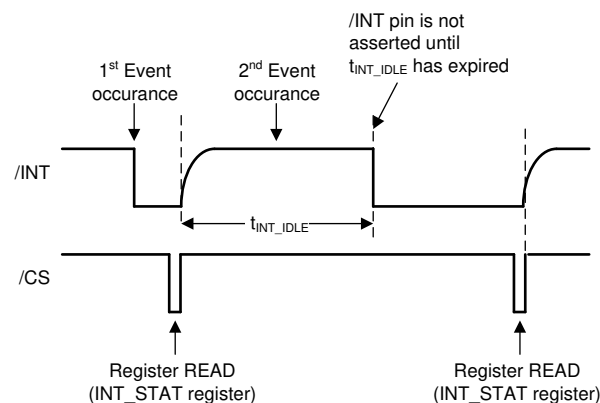 /INT pin is not
asserted until
tINT_IDLE has expired
1st Event
occurance
2nd Event
occurance
/INT
tINT_IDLE
/CS
Register READ
(INT_STAT register)
Register READ
(INT_STAT register)